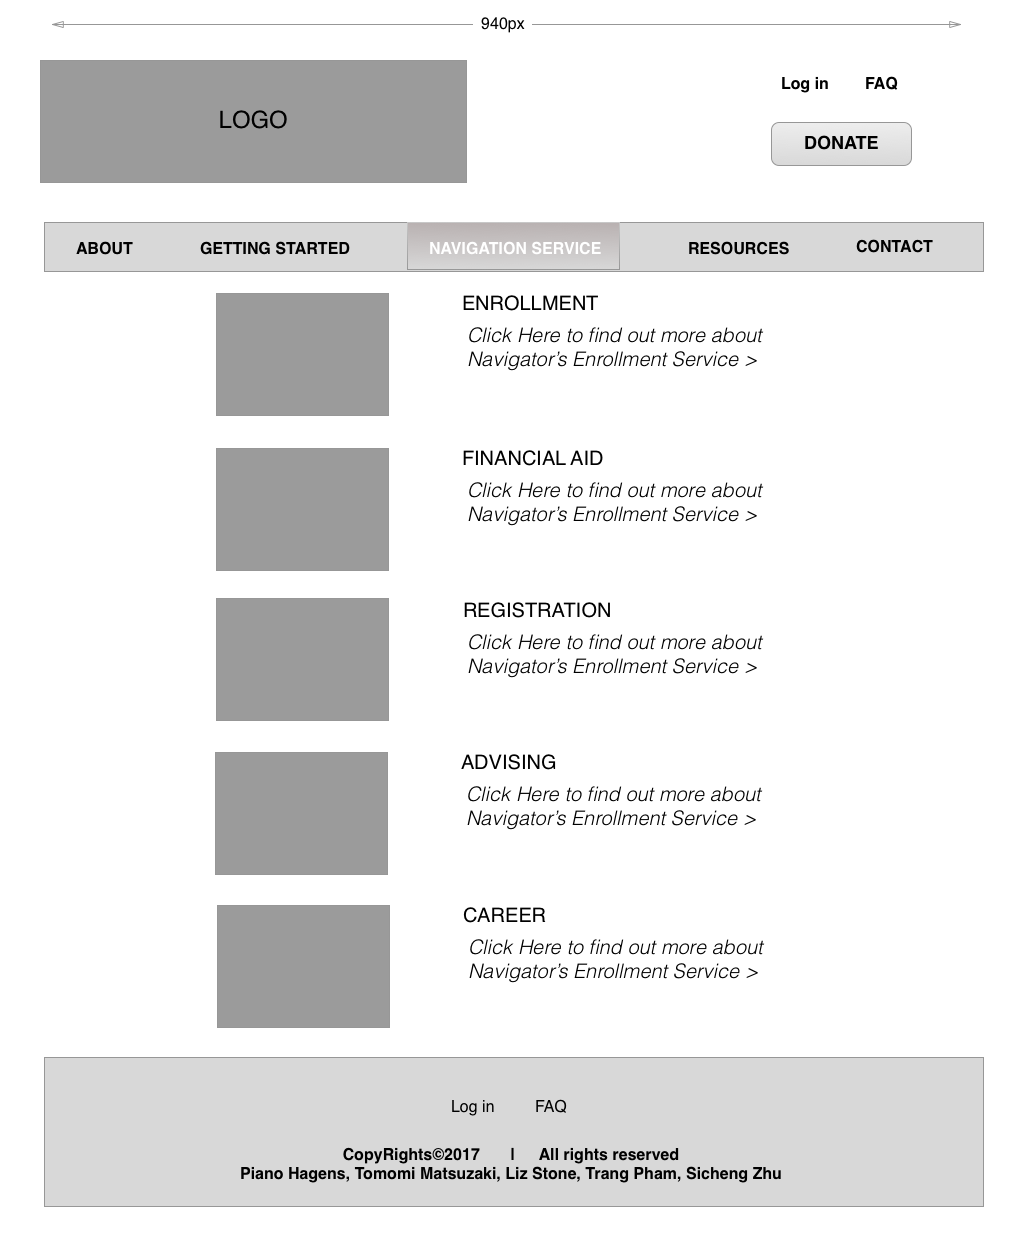 940px
LOGO
Log in FAQ
DONATE
ABOUT GETTING STARTED NAVIGATION SERVICE RESOURCES CONTACT
ENROLLMENT
Click Here to find out more about
Navigator’s Enrollment Service >
FINANCIAL AID
Click Here to find out more about
Navigator’s Enrollment Service >
REGISTRATION
Click Here to find out more about
Navigator’s Enrollment Service >
ADVISING
Click Here to find out more about
Navigator’s Enrollment Service >
CAREER
Click Here to find out more about
Navigator’s Enrollment Service >
Log in FAQ
CopyRights©2017 l All rights reserved
Piano Hagens, Tomomi Matsuzaki, Liz Stone, Trang Pham, Sicheng Zhu